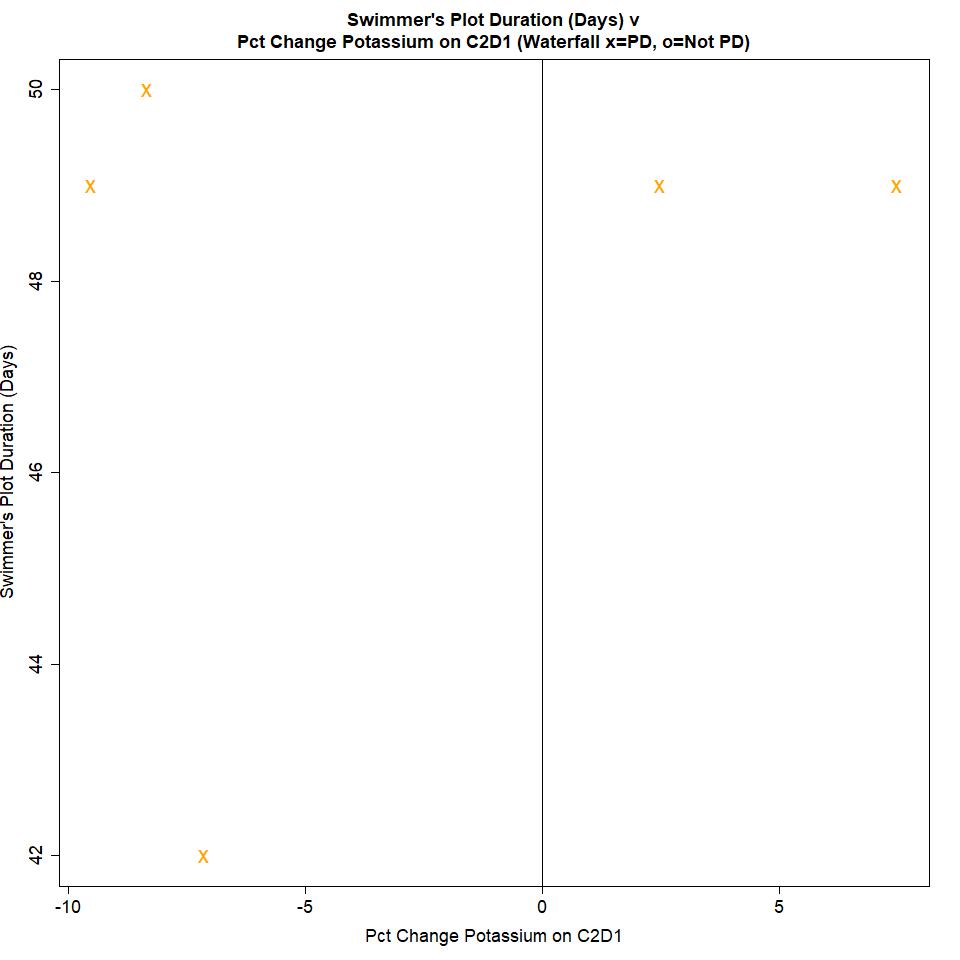 Swimmer's Plot Duration (Days) v
Pct Change Potassium on C2D1 (Waterfall x=PD, o=Not PD)
50
X
X
X
X
48
Swimmer's Plot Duration (Days)
46
44
42
X
-10
-5
0
5
Pct Change Potassium on C2D1